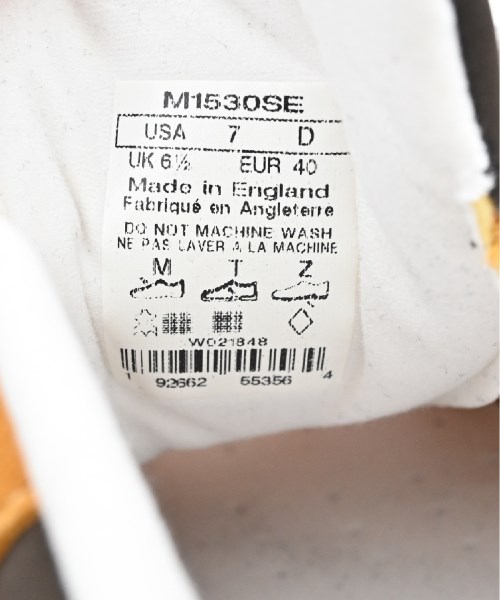 M1530SE
USA 7 D
UK 6½ EUR 40
Made in England
Fabriqué en Angleterre
DO NOT MACHINE WASH
NE PAS LAVER A LA MACHINE
M T Z
W021848
1 92662 55356 4